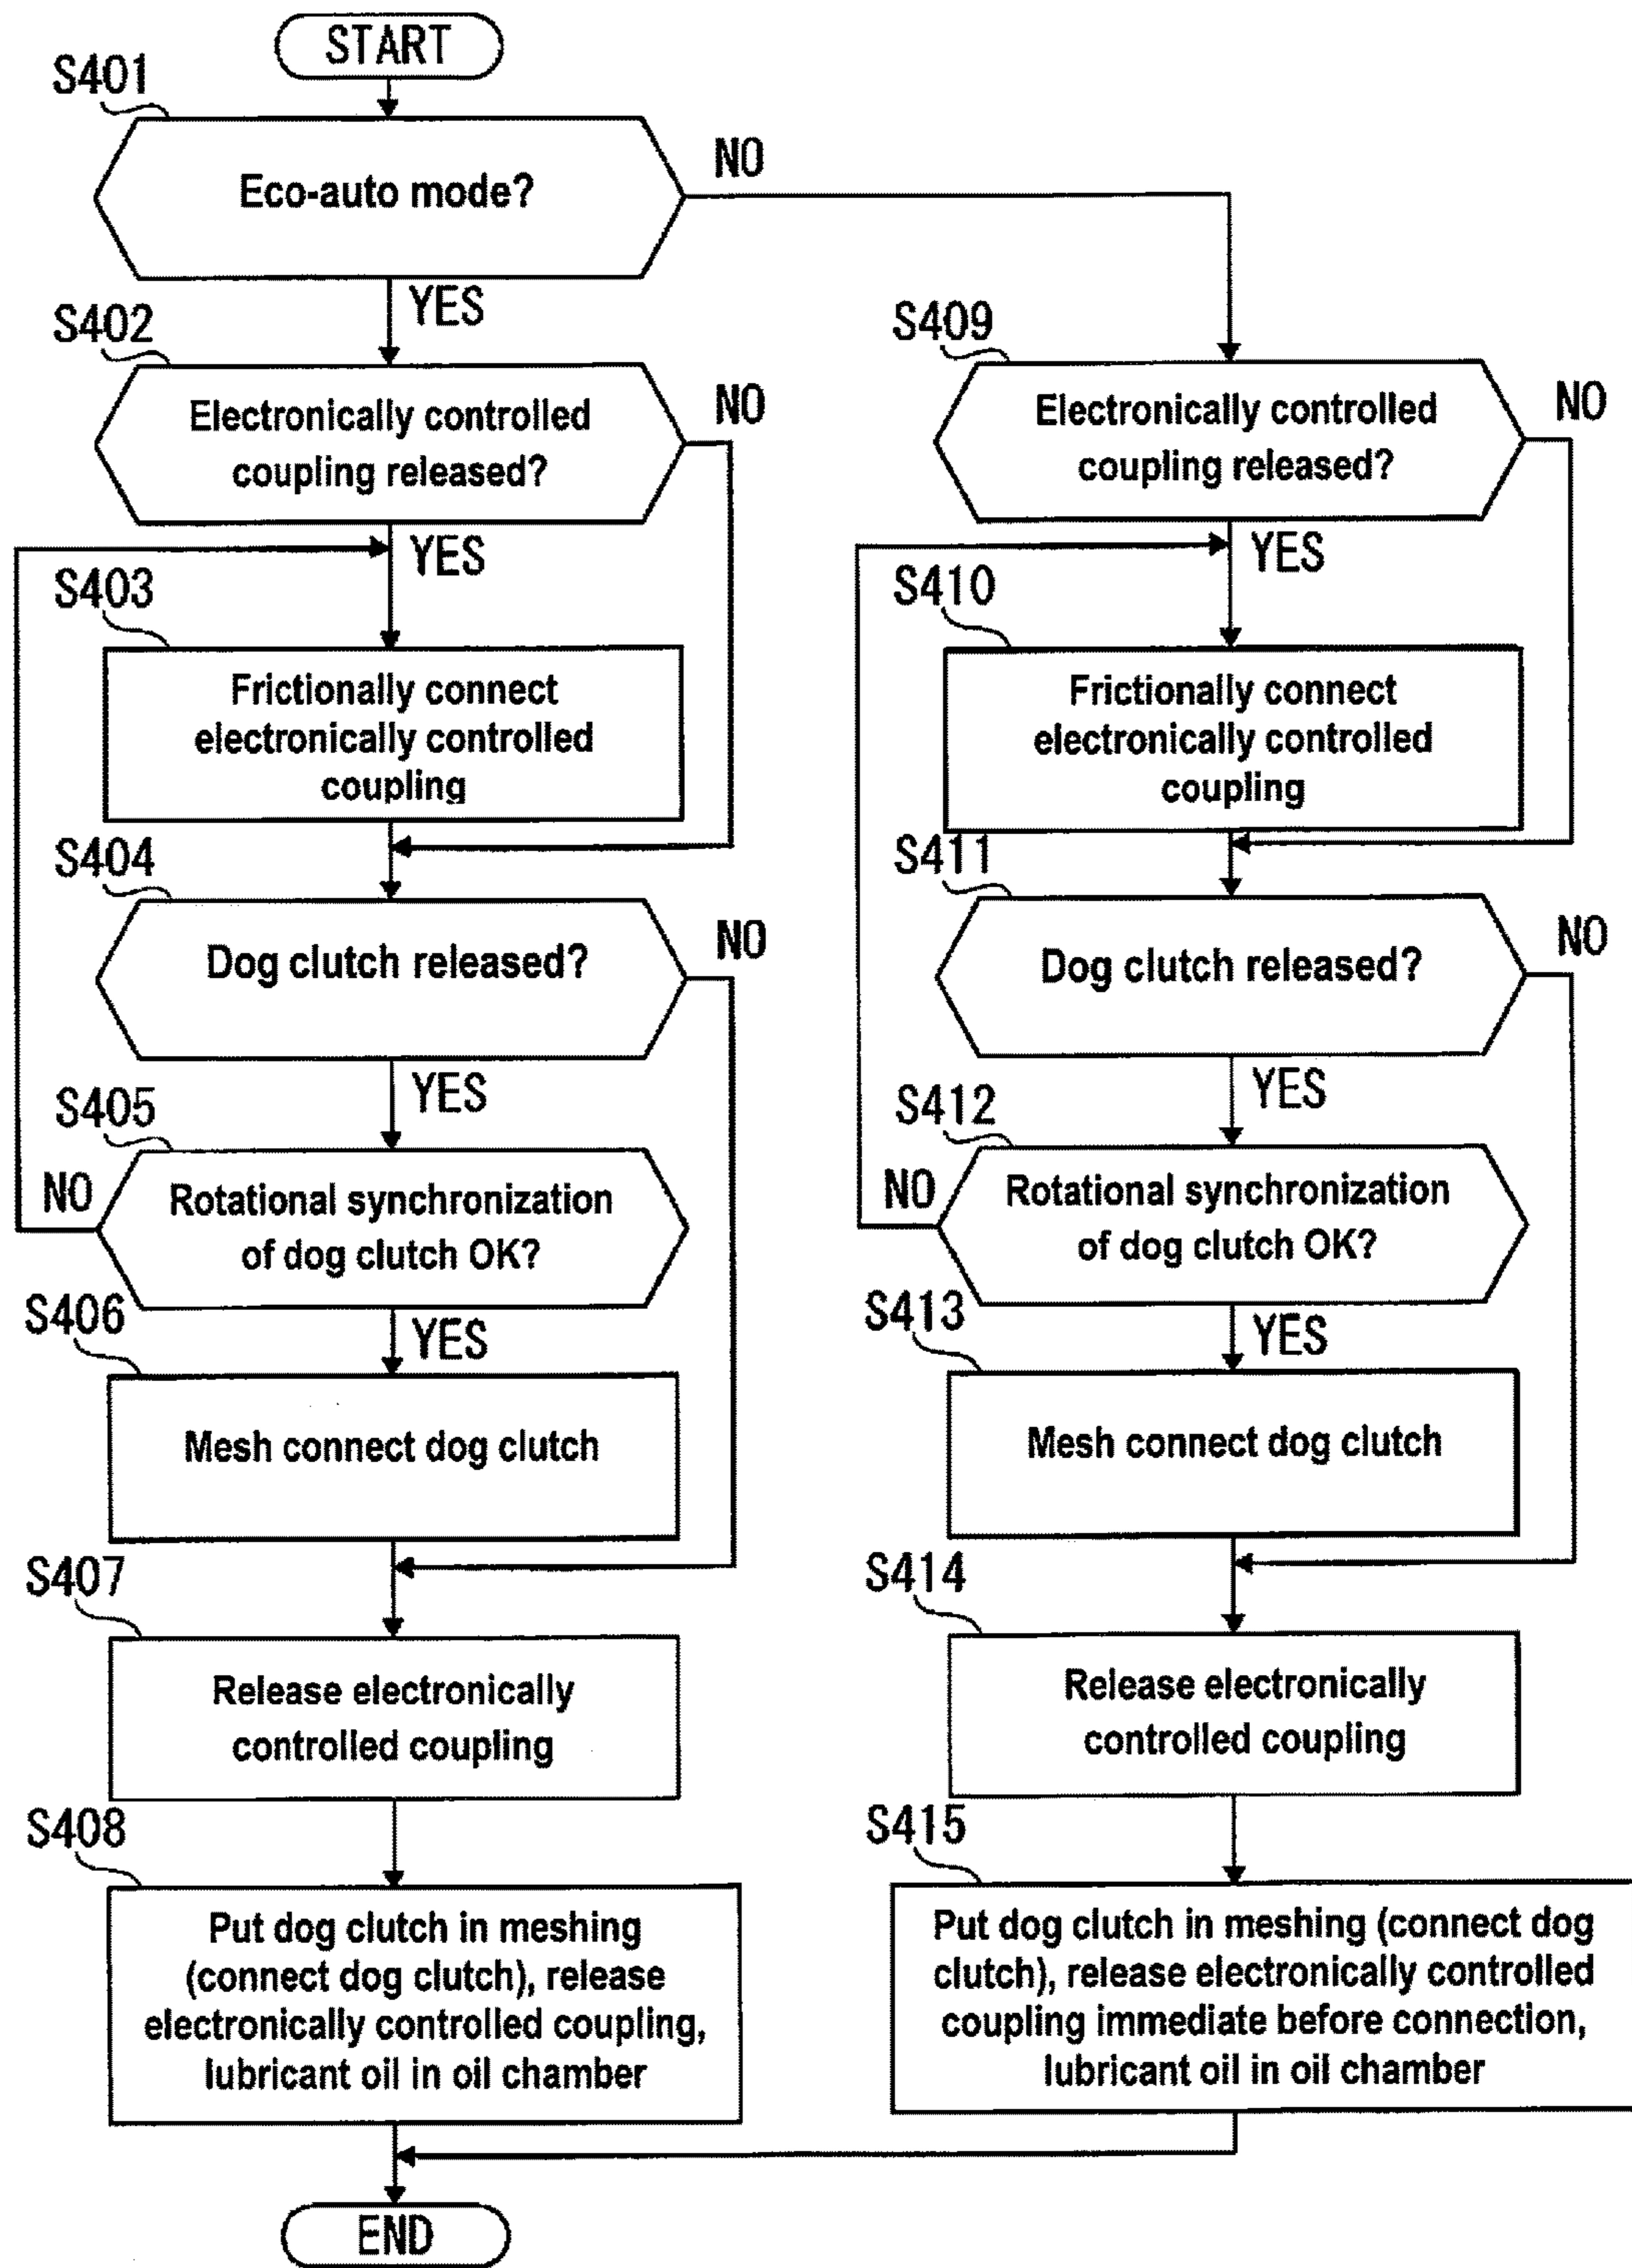 START
S401
Eco-auto mode?
NO
YES
S402
Electronically controlled
coupling released?
NO
YES
S403
Frictionally connect
electronically controlled
coupling
S404
Dog clutch released?
NO
YES
S405
Rotational synchronization
of dog clutch OK?
NO
YES
S406
Mesh connect dog clutch
S407
Release electronically
controlled coupling
S408
Put dog clutch in meshing
(connect dog clutch), release
electronically controlled coupling,
lubricant oil in oil chamber
S409
Electronically controlled
coupling released?
NO
YES
S410
Frictionally connect
electronically controlled
coupling
S411
Dog clutch released?
NO
YES
S412
Rotational synchronization
of dog clutch OK?
NO
YES
S413
Mesh connect dog clutch
S414
Release electronically
controlled coupling
S415
Put dog clutch in meshing (connect dog
clutch), release electronically controlled
coupling immediate before connection,
lubricant oil in oil chamber
END